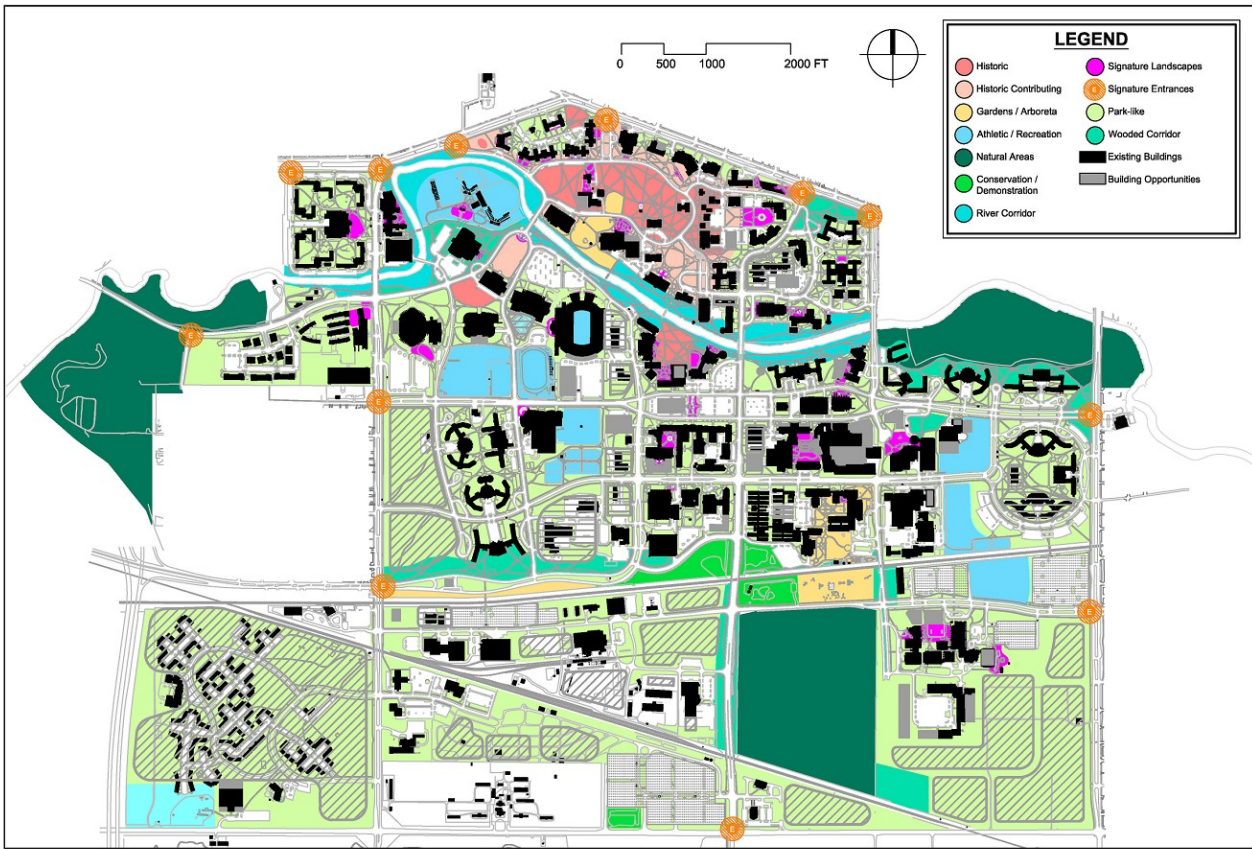 LEGEND
Historic
Historic Contributing
Gardens / Arboreta
Athletic / Recreation
Natural Areas
Conservation /
Demonstration
River Corridor
Signature Landscapes
E Signature Entrances
Park-like
Wooded Corridor
Existing Buildings
Building Opportunities
0 500 1000 2000 FT
E
E
E
E
E
E
E
E
E
E
E
E
E